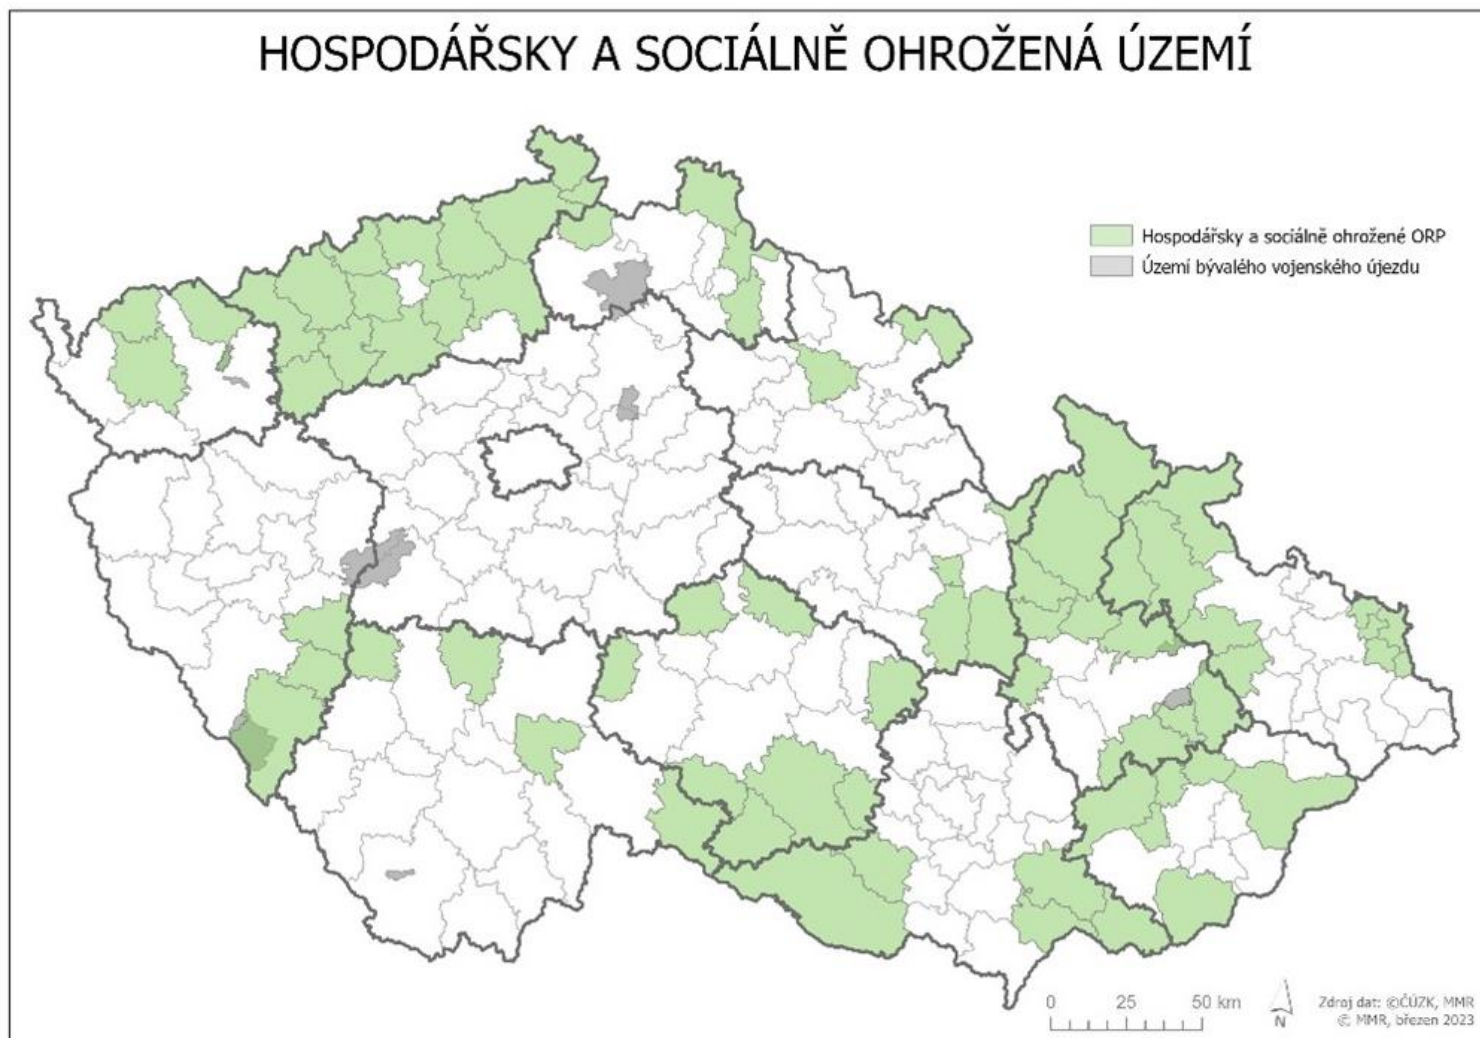 HOSPODÁŘSKY A SOCIÁLNĚ OHROŽENÁ ÚZEMÍ
Hospodářsky a sociálně ohrožené ORP
Území bývalého vojenského újezdu
0 25 50 km
N
Zdroj dat: ©ČÚZK, MMR
© MMR, březen 2023